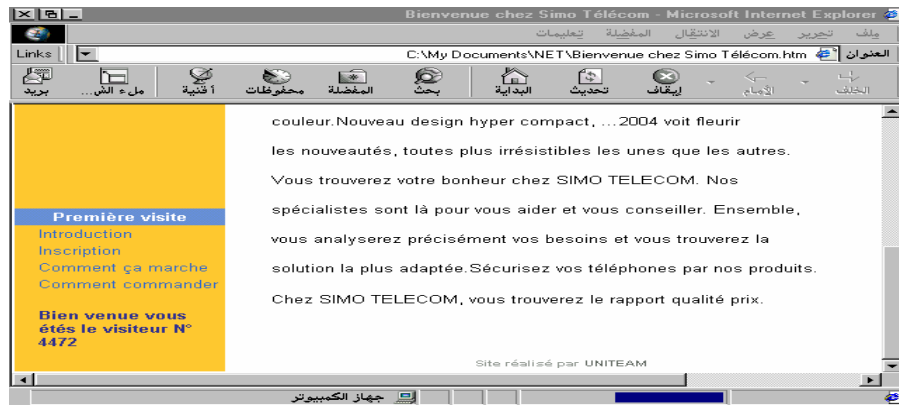 Bienvenue chez Simo Télécom - Microsoft Internet Explorer
ملف تحرير عرض الانتقال المفضلة تعليمات
العنوان C:\My Documents\NET\Bienvenue chez Simo Télécom.htm Links
الخلف الأمام إيقاف تحديث البداية بحث المفضلة محفوظات أقنية ملء الش... بريد
couleur.Nouveau design hyper compact, ...2004 voit fleurir
les nouveautés, toutes plus irrésistibles les unes que les autres.
Vous trouverez votre bonheur chez SIMO TELECOM. Nos
spécialistes sont là pour vous aider et vous conseiller. Ensemble,
vous analyserez précisément vos besoins et vous trouverez la
solution la plus adaptée.Sécurisez vos téléphones par nos produits.
Chez SIMO TELECOM, vous trouverez le rapport qualité prix.
Première visite
Introduction
Inscription
Comment ça marche
Comment commander
Bien venue vous
étés le visiteur N°
4472
Site réalisé par UNITEAM
جهاز الكمبيوتر